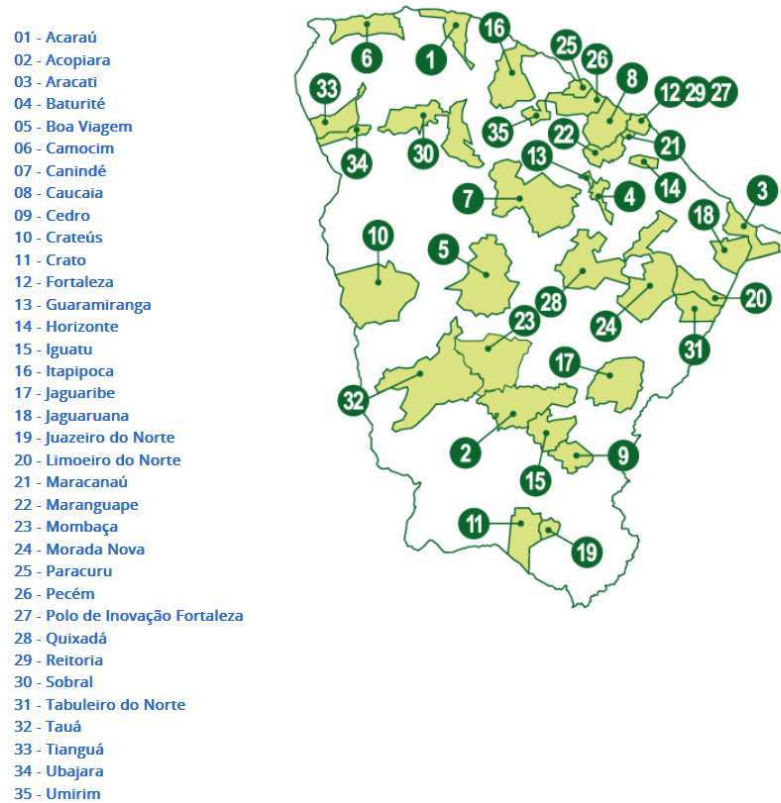 01 - Acaraú
02 - Acopiara
03 - Aracati
04 - Baturité
05 - Boa Viagem
06 - Camocim
07 - Canindé
08 - Caucaia
09 - Cedro
10 - Crateús
11 - Crato
12 - Fortaleza
13 - Guaramiranga
14 - Horizonte
15 - Iguatu
16 - Itapipoca
17 - Jaguaribe
18 - Jaguaruana
19 - Juazeiro do Norte
20 - Limoeiro do Norte
21 - Maracanaú
22 - Maranguape
23 - Mombaça
24 - Morada Nova
25 - Paracuru
26 - Pecém
27 - Polo de Inovação Fortaleza
28 - Quixadá
29 - Reitoria
30 - Sobral
31 - Tabuleiro do Norte
32 - Tauá
33 - Tianguá
34 - Ubajara
35 - Umirim
6
1
16
25
26
8
12 29 27
33
34
30
35
22
21
13
14
7
4
3
18
10
5
28
20
23
24
31
32
17
2
15
9
11
19